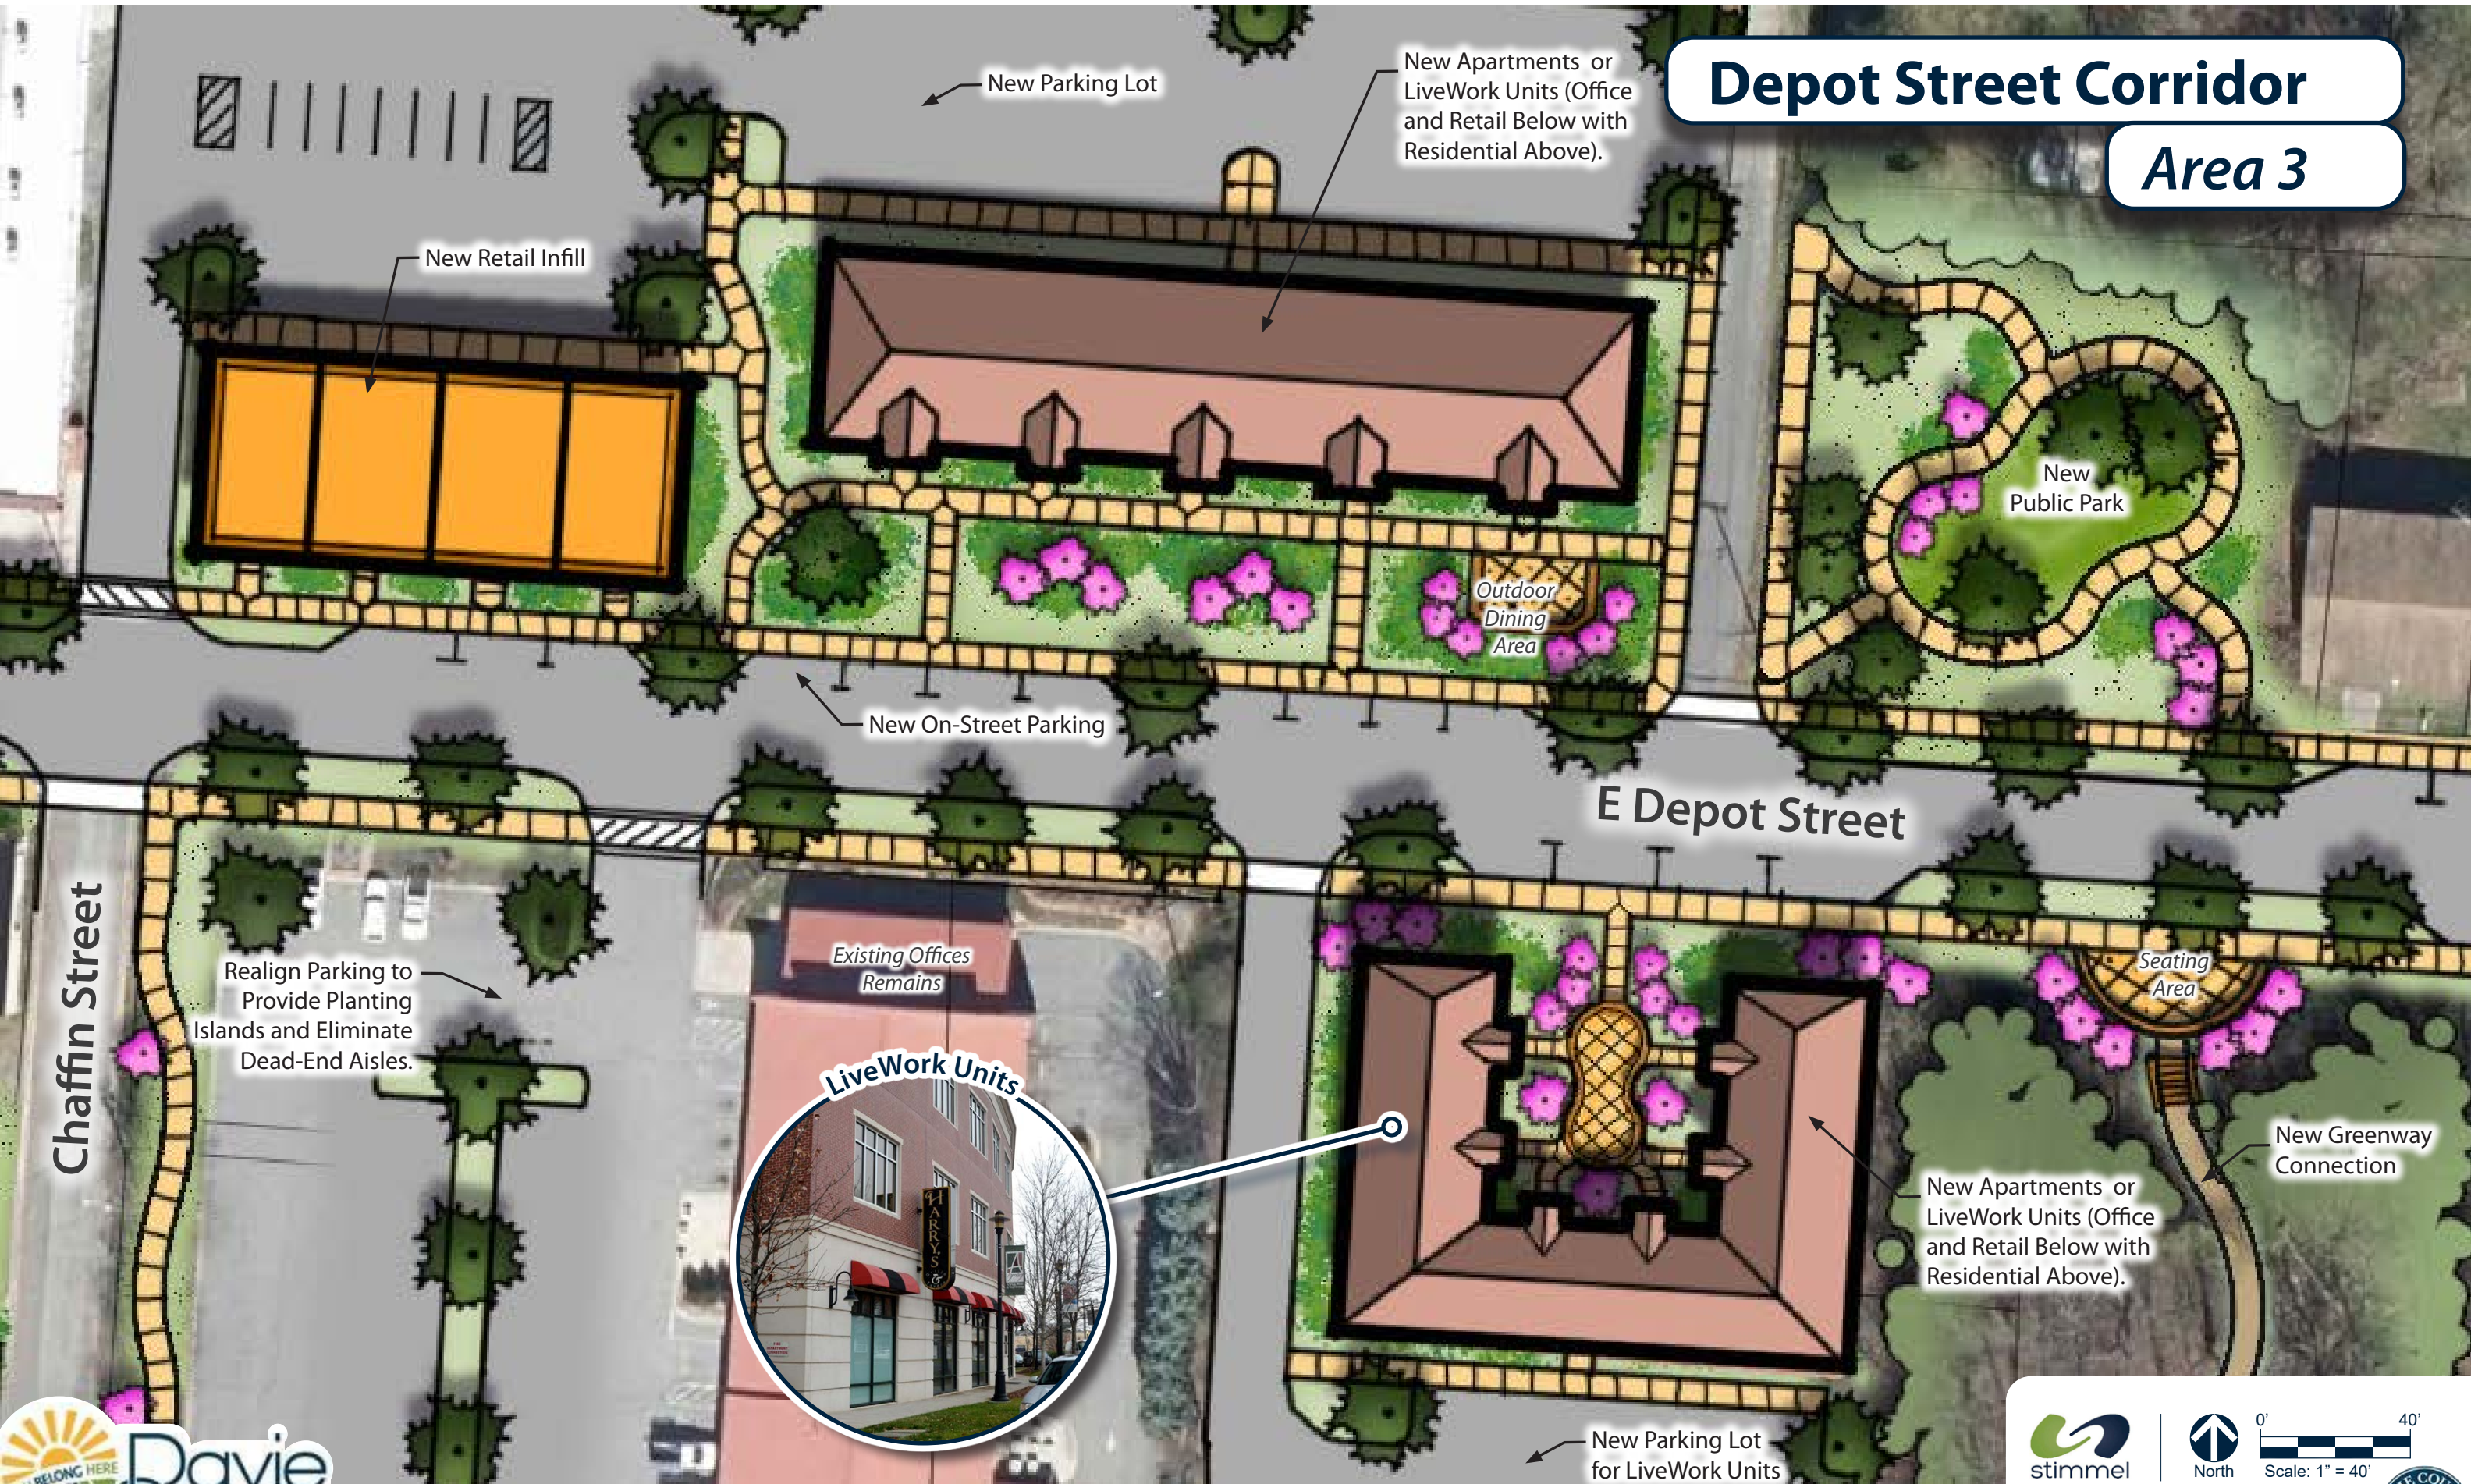 Depot Street Corridor
Area 3
New Parking Lot
New Apartments or
LiveWork Units (Office
and Retail Below with
Residential Above).
New Retail Infill
New
Public Park
Outdoor
Dining
Area
New On-Street Parking
E Depot Street
Chaffin Street
Realign Parking to
Provide Planting
Islands and Eliminate
Dead-End Aisles.
Existing Offices
Remains
LiveWork Units
HARRY'S
&
Seating
Area
New Greenway
Connection
New Apartments or
LiveWork Units (Office
and Retail Below with
Residential Above).
New Parking Lot
for LiveWork Units
BELONG HERE
Davie
stimmel
North
0'
40'
Scale: 1" = 40'